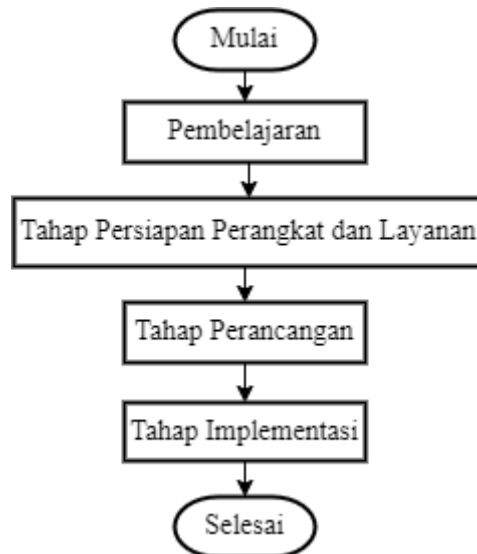 Mulai
Pembelajaran
Tahap Persiapan Perangkat dan Layanan
Tahap Perancangan
Tahap Implementasi
Selesai